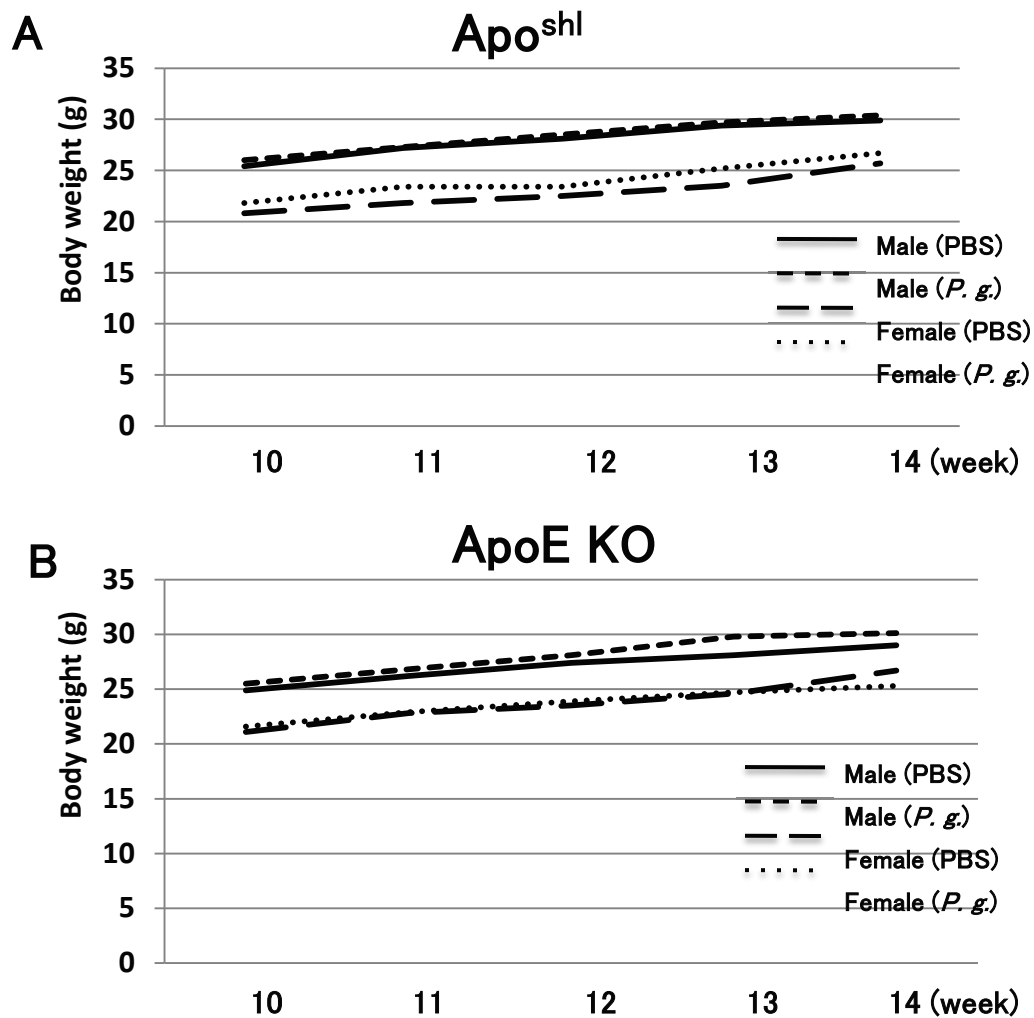 A
Apo^shl
Body weight (g)
35
30
25
20
15
10
5
0
Male (PBS)
Male (P. g.)
Female (PBS)
Female (P. g.)
10 11 12 13 14 (week)
B
ApoE KO
Body weight (g)
35
30
25
20
15
10
5
0
Male (PBS)
Male (P. g.)
Female (PBS)
Female (P. g.)
10 11 12 13 14 (week)